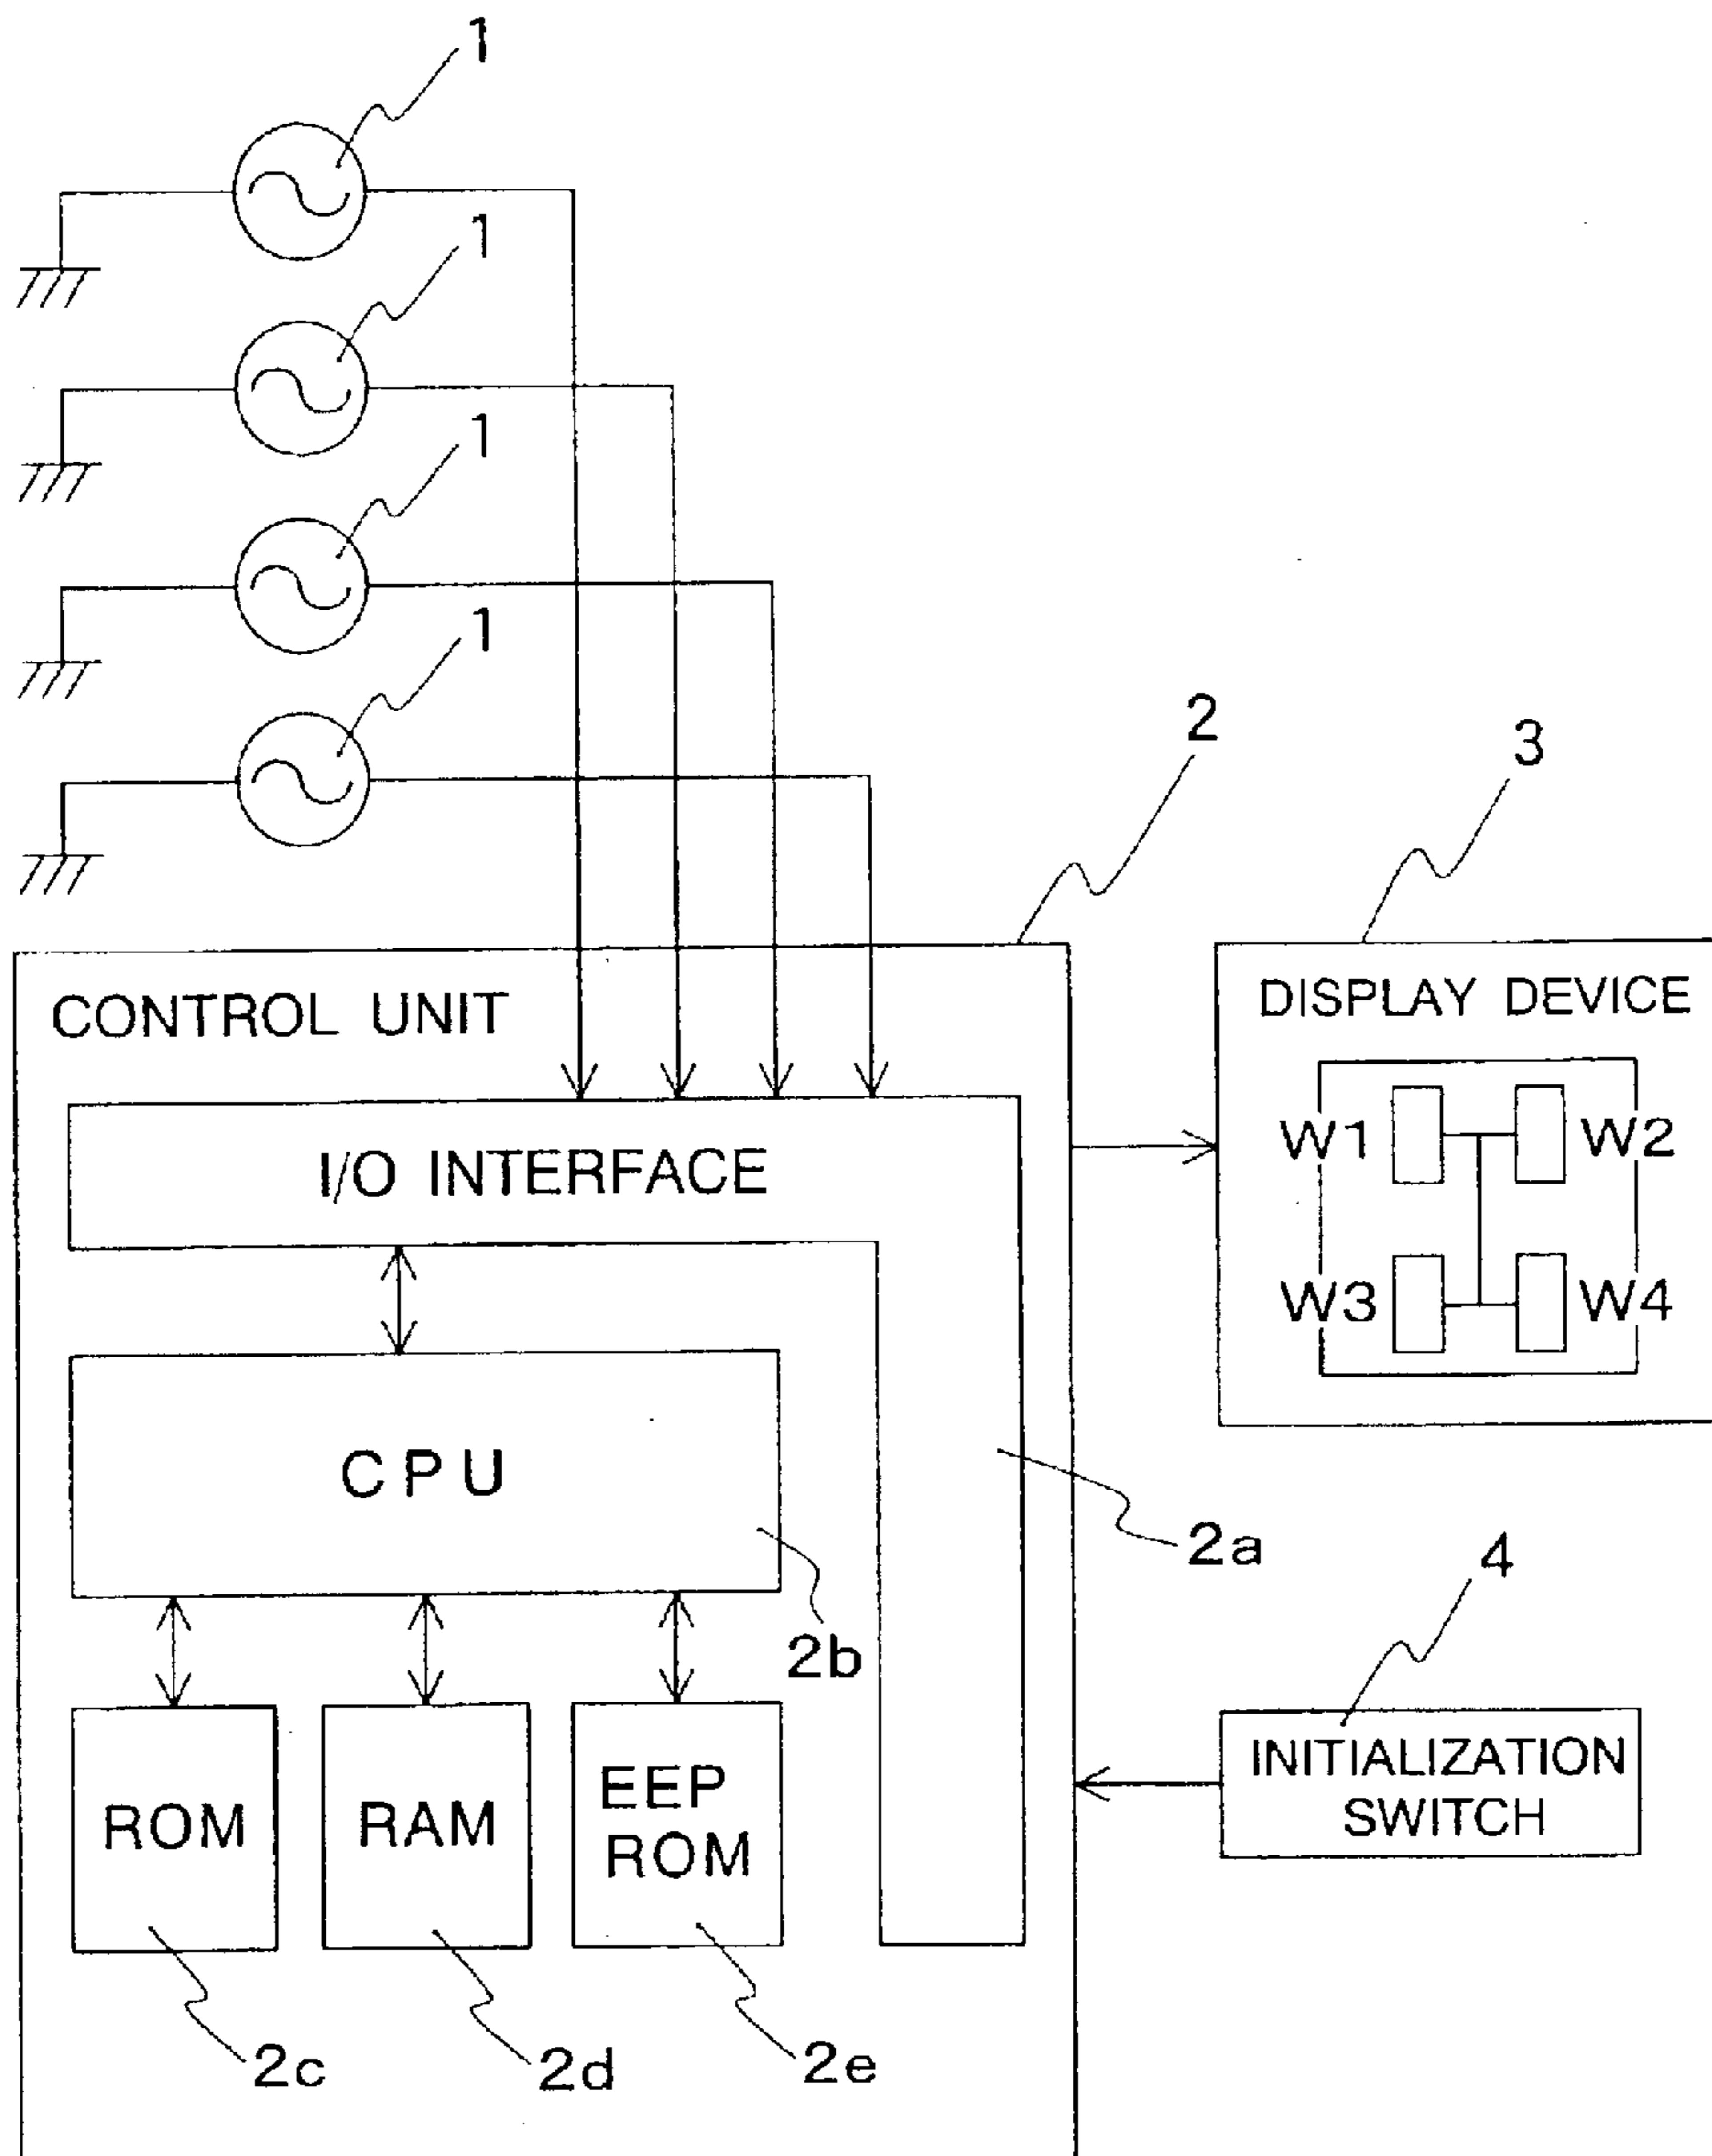 1
1
1
1
2
3
CONTROL UNIT
DISPLAY DEVICE
I/O INTERFACE
W1
W2
W3
W4
CPU
2a
2b
4
INITIALIZATION
SWITCH
ROM
RAM
EEP
ROM
2c
2d
2e